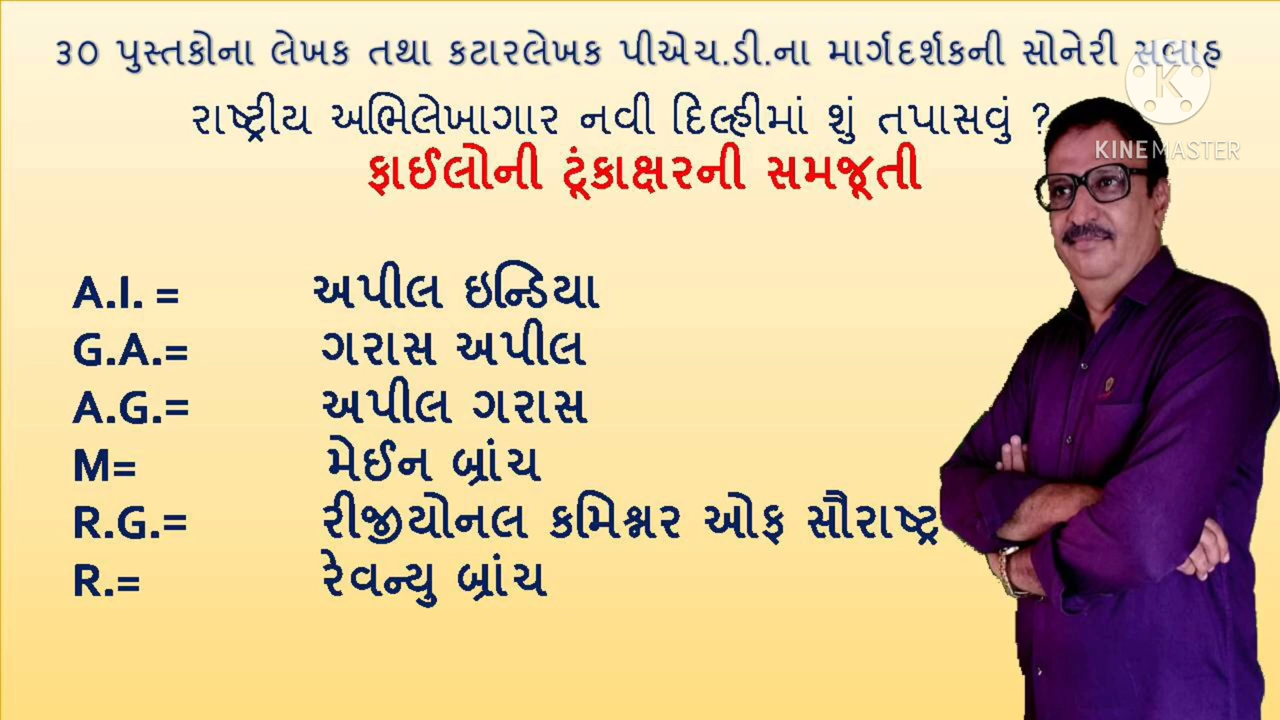 ૩૦ પુસ્તકોના લેખક તથા કટારલેખક પીએચ.ડી.ના માર્ગદર્શકની સોનેરી સલાહ
રાષ્ટ્રીય અભિલેખાગાર નવી દિલ્હીમાં શું તપાસવું ?
KINEMASTER
ફાઈલોની ટૂંકાક્ષરની સમજૂતી
A.I. = અપીલ ઇન્ડિયા
G.A.= ગરાસ અપીલ
A.G.= અપીલ ગરાસ
M= મેઈન બ્રાંચ
R.G.= રીજીયોનલ કમિશ્નર ઓફ સૌરાષ્ટ્ર
R.= રેવન્યુ બ્રાંચ